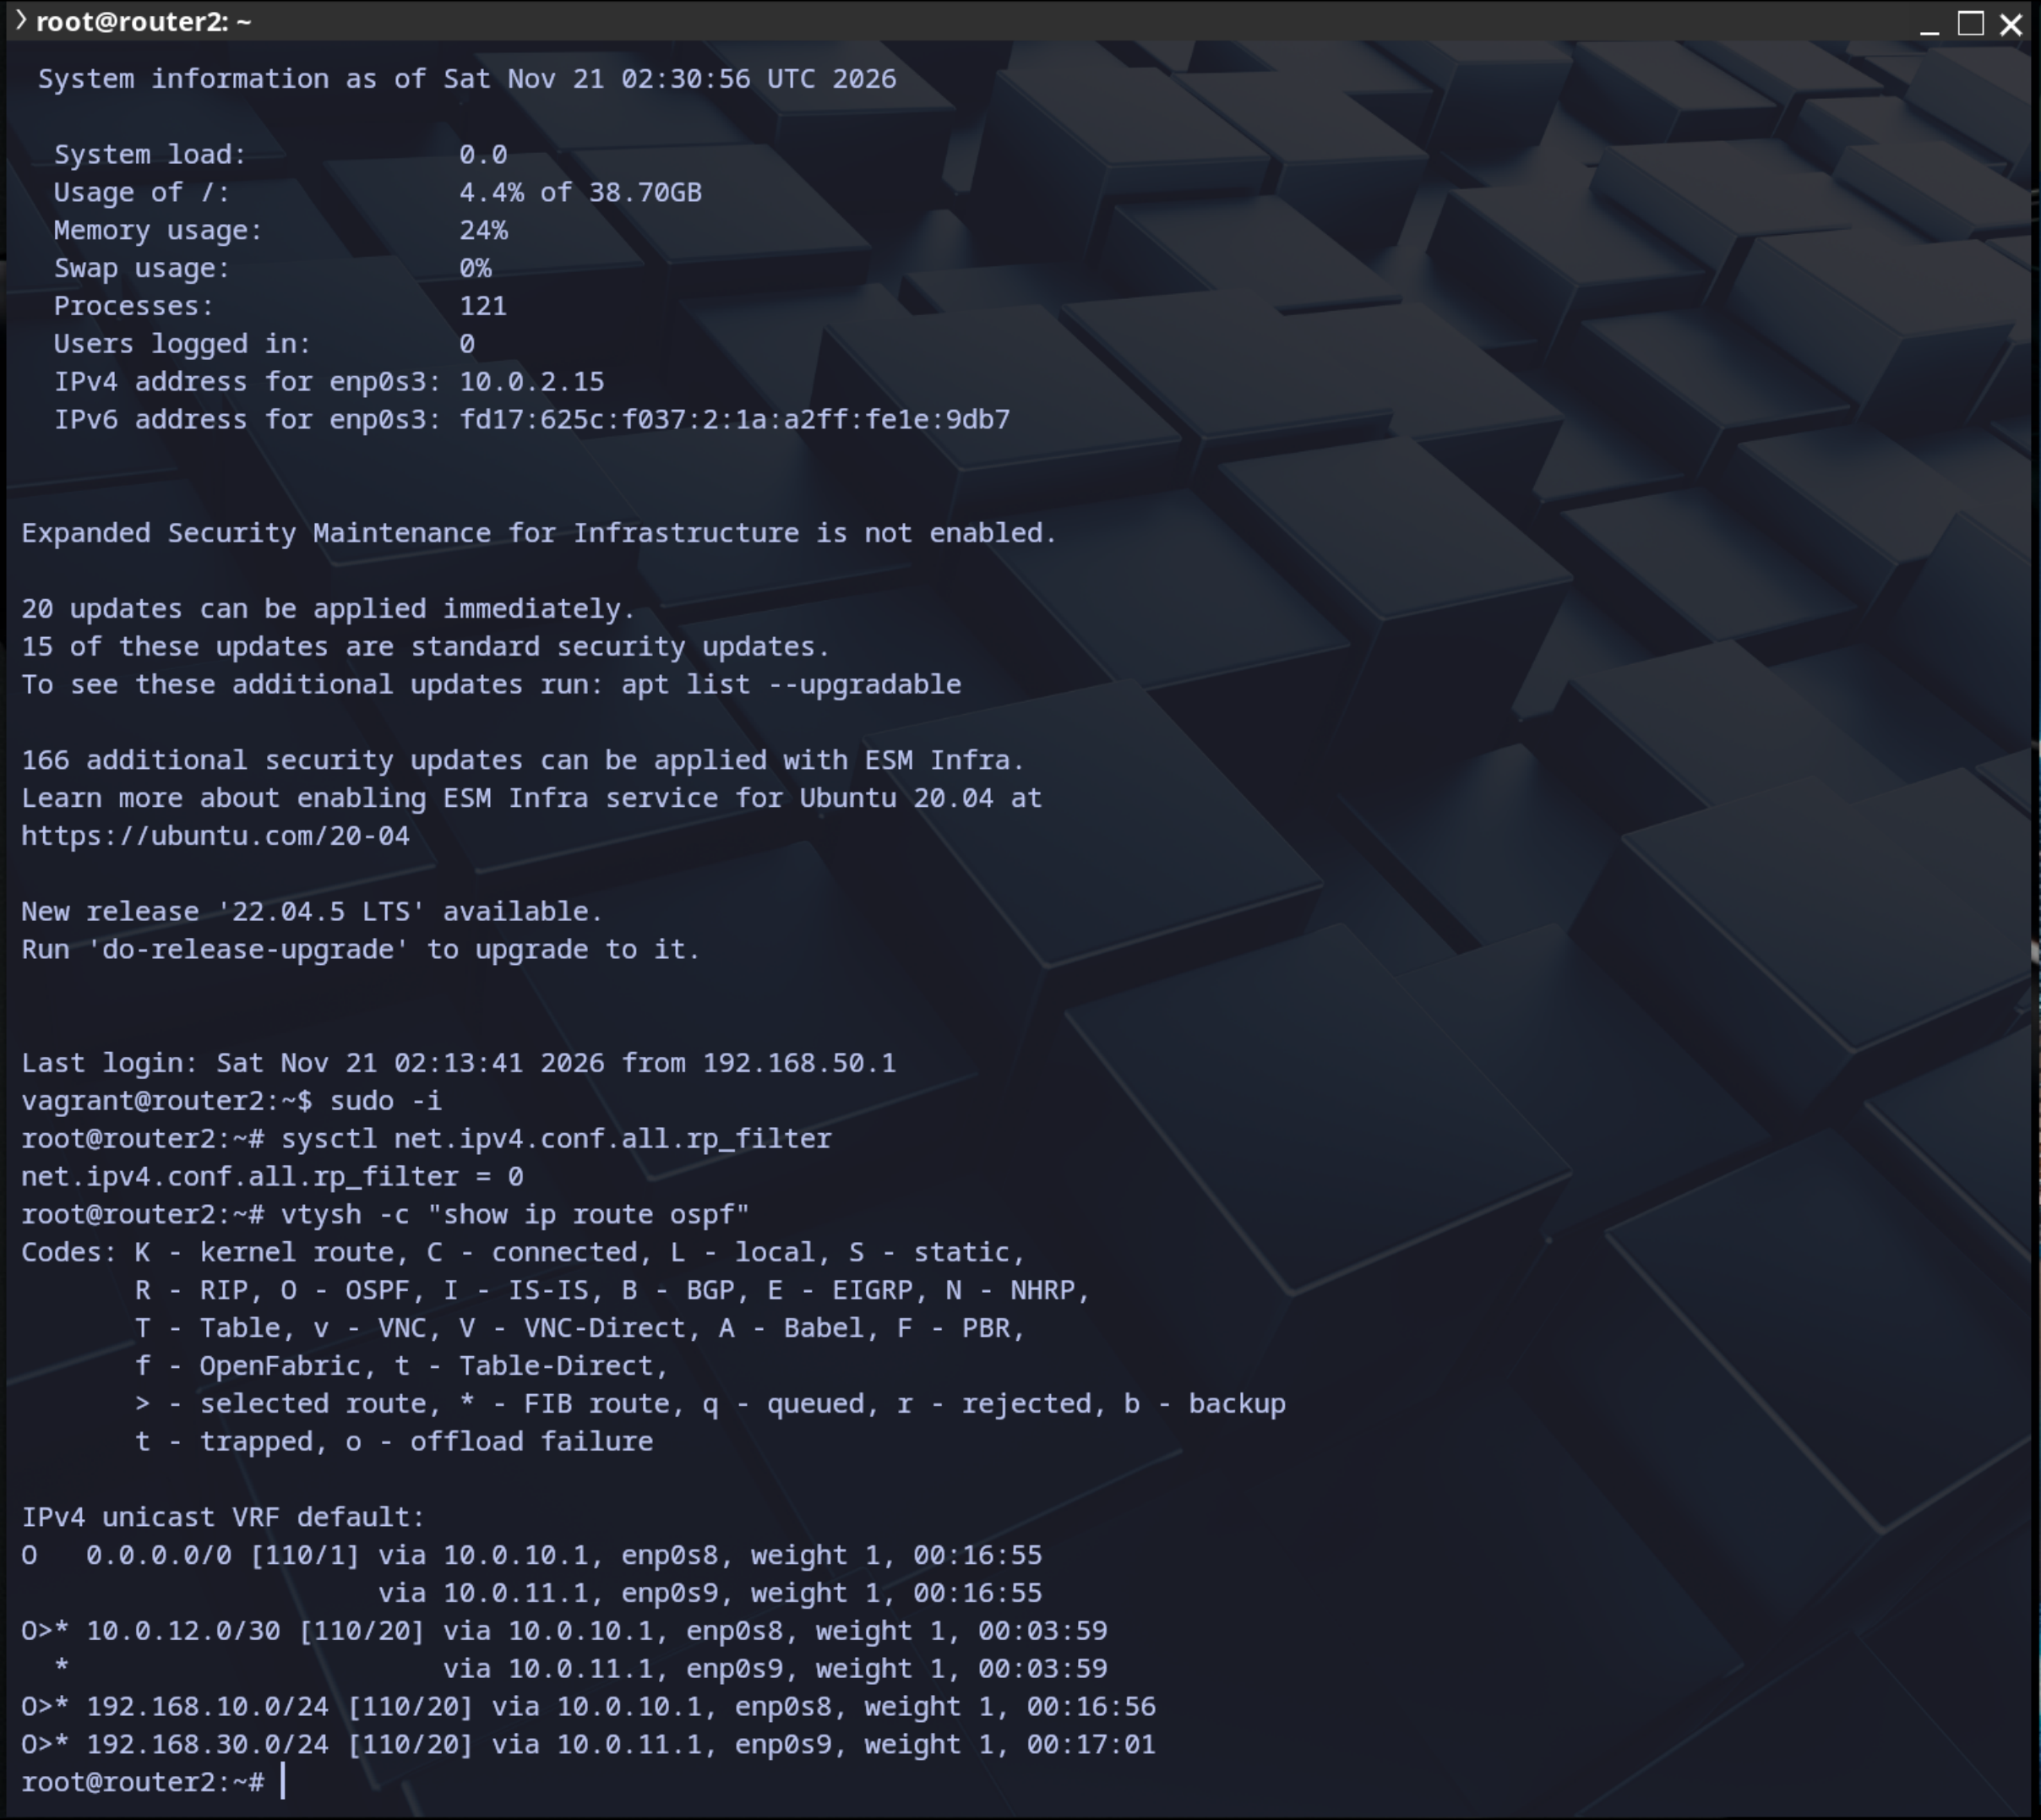 root@router2: ~
System information as of Sat Nov 21 02:30:56 UTC 2026
System load: 0.0
Usage of /: 4.4% of 38.70GB
Memory usage: 24%
Swap usage: 0%
Processes: 121
Users logged in: 0
IPv4 address for enp0s3: 10.0.2.15
IPv6 address for enp0s3: fd17:625c:f037:2:1a:a2ff:fe1e:9db7
Expanded Security Maintenance for Infrastructure is not enabled.
20 updates can be applied immediately.
15 of these updates are standard security updates.
To see these additional updates run: apt list --upgradable
166 additional security updates can be applied with ESM Infra.
Learn more about enabling ESM Infra service for Ubuntu 20.04 at
https://ubuntu.com/20-04
New release '22.04.5 LTS' available.
Run 'do-release-upgrade' to upgrade to it.
Last login: Sat Nov 21 02:13:41 2026 from 192.168.50.1
vagrant@router2:~$ sudo -i
root@router2:~# sysctl net.ipv4.conf.all.rp_filter
net.ipv4.conf.all.rp_filter = 0
root@router2:~# vtysh -c "show ip route ospf"
Codes: K - kernel route, C - connected, L - local, S - static,
R - RIP, O - OSPF, I - IS-IS, B - BGP, E - EIGRP, N - NHRP,
T - Table, v - VNC, V - VNC-Direct, A - Babel, F - PBR,
f - OpenFabric, t - Table-Direct,
> - selected route, * - FIB route, q - queued, r - rejected, b - backup
t - trapped, o - offload failure
IPv4 unicast VRF default:
O   0.0.0.0/0 [110/1] via 10.0.10.1, enp0s8, weight 1, 00:16:55
via 10.0.11.1, enp0s9, weight 1, 00:16:55
O>* 10.0.12.0/30 [110/20] via 10.0.10.1, enp0s8, weight 1, 00:03:59
*                       via 10.0.11.1, enp0s9, weight 1, 00:03:59
O>* 192.168.10.0/24 [110/20] via 10.0.10.1, enp0s8, weight 1, 00:16:56
O>* 192.168.30.0/24 [110/20] via 10.0.11.1, enp0s9, weight 1, 00:17:01
root@router2:~#